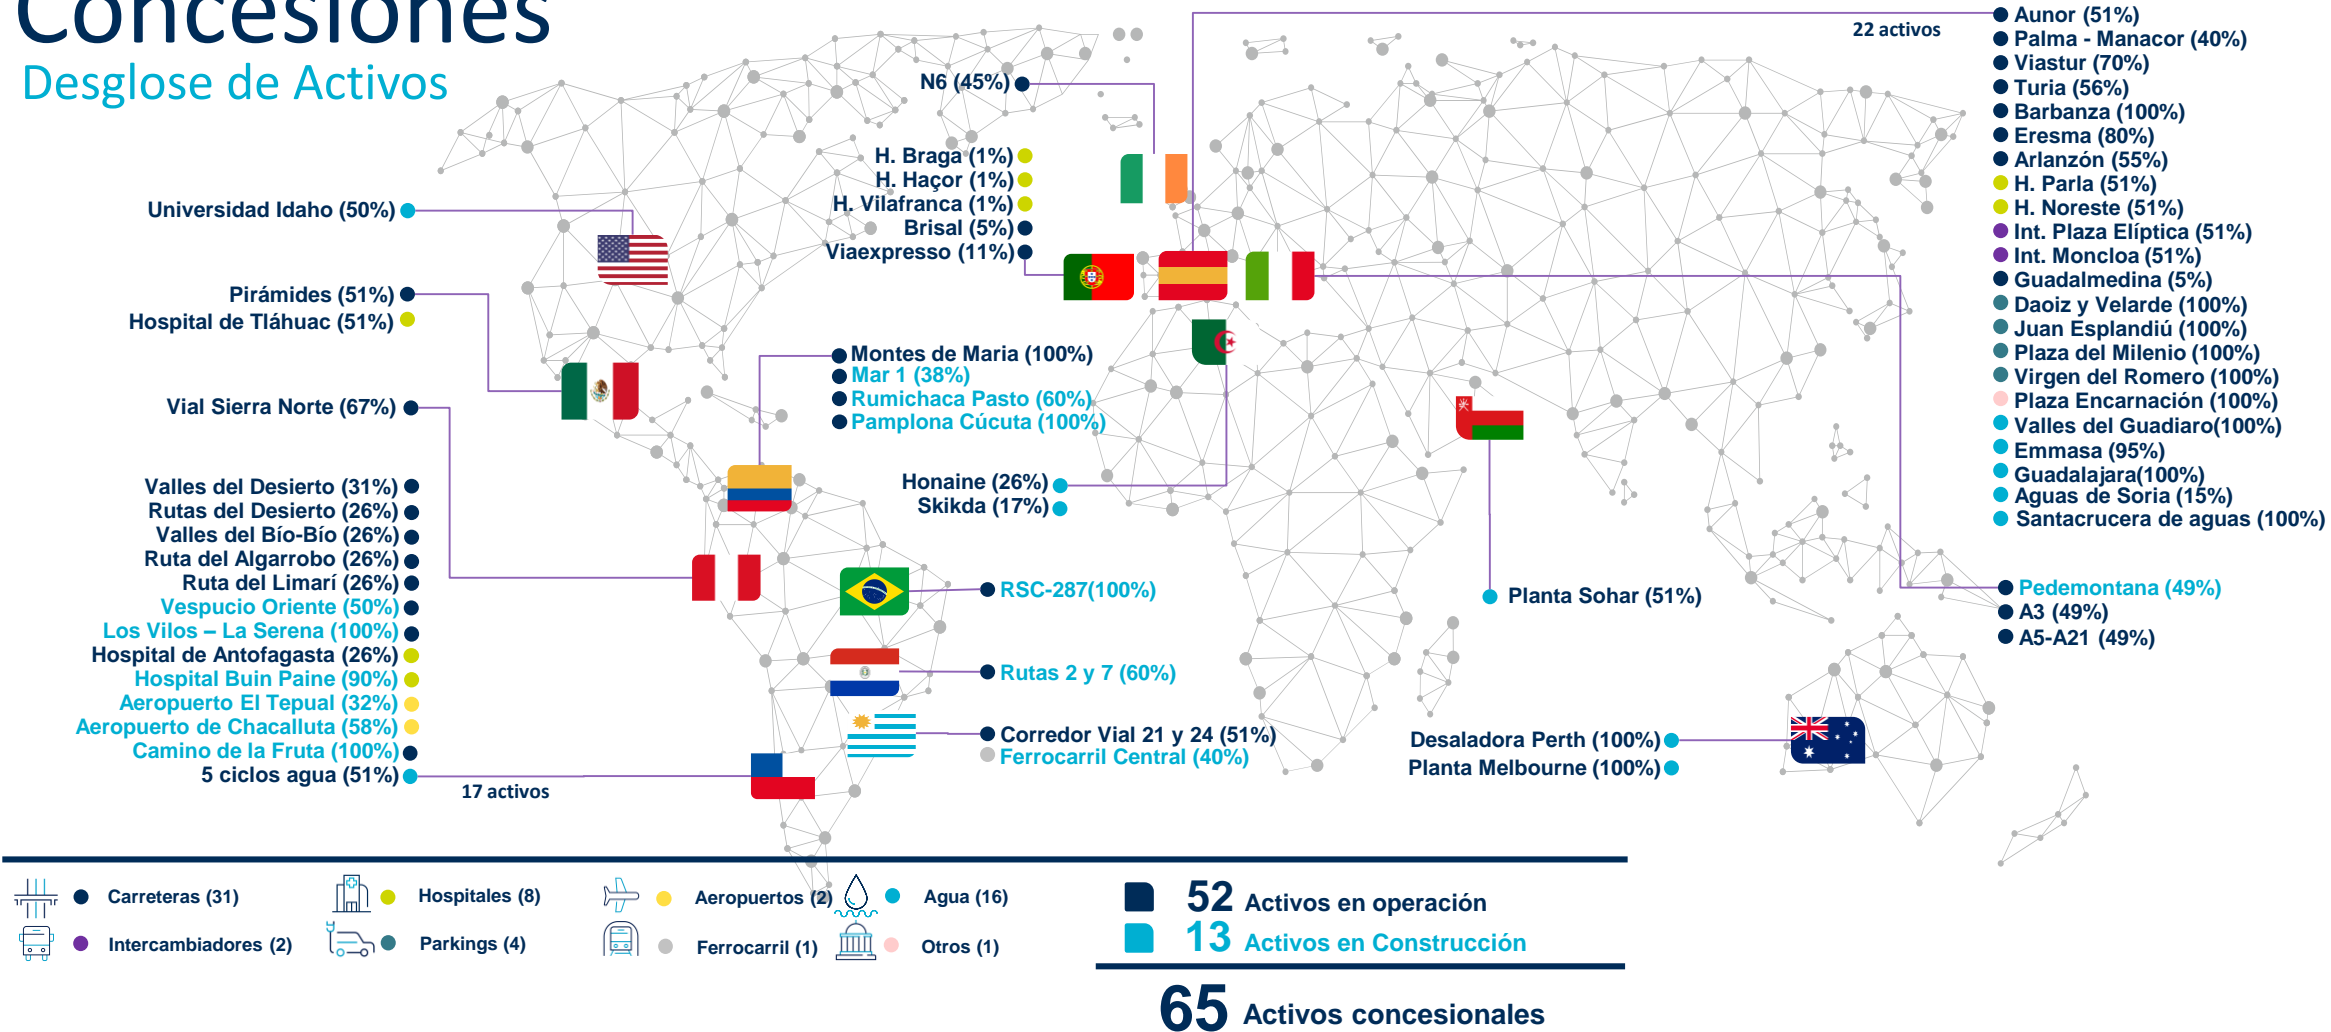 Concesiones
Desglose de Activos
Universidad Idaho (50%)
Pirámides (51%)
Hospital de Tláhuac (51%)
Vial Sierra Norte (67%)
Valles del Desierto (31%)
Rutas del Desierto (26%)
Valles del Bío-Bío (26%)
Ruta del Algarrobo (26%)
Ruta del Limarí (26%)
Vespucio Oriente (50%)
Los Vilos – La Serena (100%)
Hospital de Antofagasta (26%)
Hospital Buin Paine (90%)
Aeropuerto El Tepual (32%)
Aeropuerto de Chacalluta (58%)
Camino de la Fruta (100%)
5 ciclos agua (51%)
17 activos
N6 (45%)
H. Braga (1%)
H. Haçor (1%)
H. Vilafranca (1%)
Brisal (5%)
Viaexpresso (11%)
Montes de Maria (100%)
Mar 1 (38%)
Rumichaca Pasto (60%)
Pamplona Cúcuta (100%)
Honaine (26%)
Skikda (17%)
RSC-287(100%)
Rutas 2 y 7 (60%)
Corredor Vial 21 y 24 (51%)
Ferrocarril Central (40%)
Planta Sohar (51%)
Desaladora Perth (100%)
Planta Melbourne (100%)
22 activos
Aunor (51%)
Palma - Manacor (40%)
Viastur (70%)
Turia (56%)
Barbanza (100%)
Eresma (80%)
Arlanzón (55%)
H. Parla (51%)
H. Noreste (51%)
Int. Plaza Elíptica (51%)
Int. Moncloa (51%)
Guadalmedina (5%)
Daoiz y Velarde (100%)
Juan Esplandiú (100%)
Plaza del Milenio (100%)
Virgen del Romero (100%)
Plaza Encarnación (100%)
Valles del Guadiaro(100%)
Emmasa (95%)
Guadalajara(100%)
Aguas de Soria (15%)
Santacrucera de aguas (100%)
Pedemontana (49%)
A3 (49%)
A5-A21 (49%)
Carreteras (31)
Hospitales (8)
Aeropuertos (2)
Agua (16)
Intercambiadores (2)
Parkings (4)
Ferrocarril (1)
Otros (1)
52 Activos en operación
13 Activos en Construcción
65 Activos concesionales